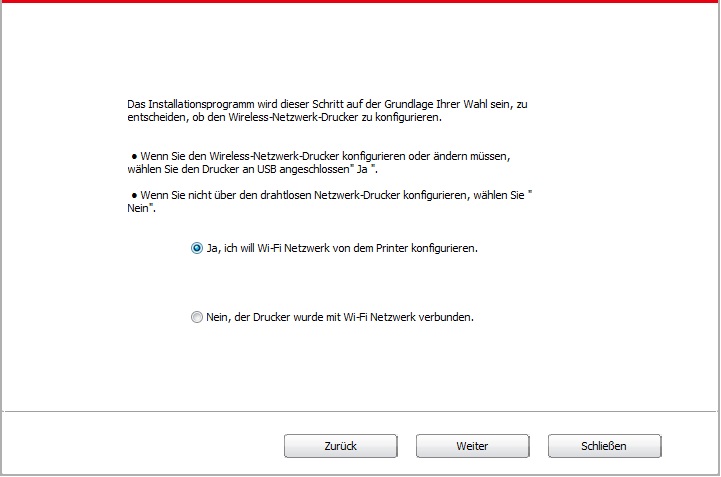 Das Installationsprogramm wird dieser Schritt auf der Grundlage Ihrer Wahl sein, zu
entscheiden, ob den Wireless-Netzwerk-Drucker zu konfigurieren.
● Wenn Sie den Wireless-Netzwerk-Drucker konfigurieren oder ändern müssen,
wählen Sie den Drucker an USB angeschlossen" Ja ".
● Wenn Sie nicht über den drahtlosen Netzwerk-Drucker konfigurieren, wählen Sie "
Nein".
Ja, ich will Wi-Fi Netzwerk von dem Printer konfigurieren.
Nein, der Drucker wurde mit Wi-Fi Netzwerk verbunden.
Zurück
Weiter
Schließen